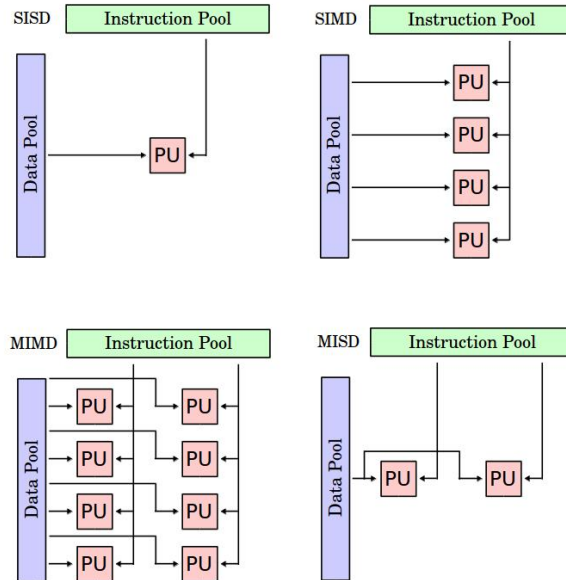 SISD Instruction Pool
Data Pool
PU
SIMD Instruction Pool
Data Pool
PU
PU
PU
PU
MIMD Instruction Pool
Data Pool
PU PU
PU PU
PU PU
PU PU
MISD Instruction Pool
Data Pool
PU PU